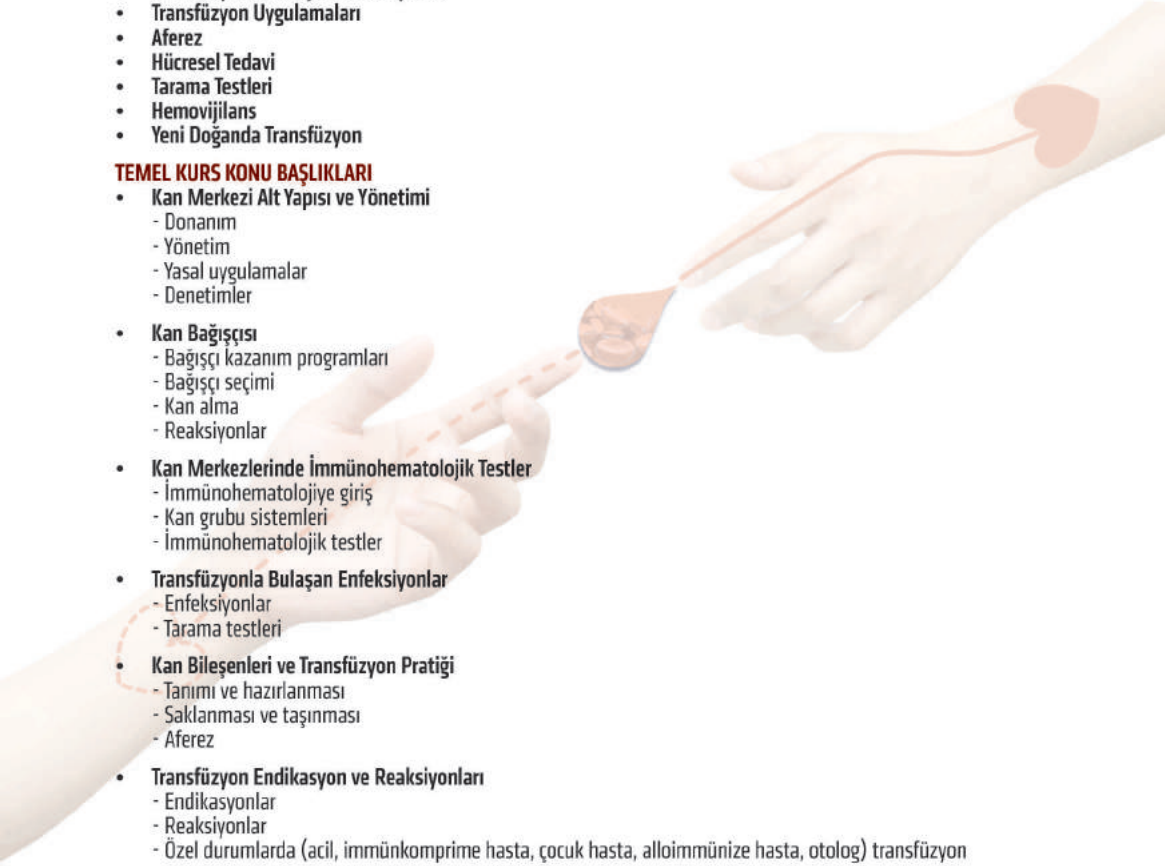 • Transfüzyon Uygulamaları
• Aferez
• Hücresel Tedavi
• Tarama Testleri
• Hemovijilans
• Yeni Doğanda Transfüzyon
TEMEL KURS KONU BAŞLIKLARI
• Kan Merkezi Alt Yapısı ve Yönetimi
- Donanım
- Yönetim
- Yasal uygulamalar
- Denetimler
• Kan Bağışçısı
- Bağışçı kazanım programları
- Bağışçı seçimi
- Kan alma
- Reaksiyonlar
• Kan Merkezlerinde İmmünohematolojik Testler
- İmmünohematolojiye giriş
- Kan grubu sistemleri
- İmmünohematolojik testler
• Transfüzyonla Bulaşan Enfeksiyonlar
- Enfeksiyonlar
- Tarama testleri
• Kan Bileşenleri ve Transfüzyon Pratiği
- Tanımı ve hazırlanması
- Saklanması ve taşınması
- Aferez
• Transfüzyon Endikasyon ve Reaksiyonları
- Endikasyonlar
- Reaksiyonlar
- Özel durumlarda (acil, immünkomprime hasta, çocuk hasta, alloimmünize hasta, otolog) transfüzyon